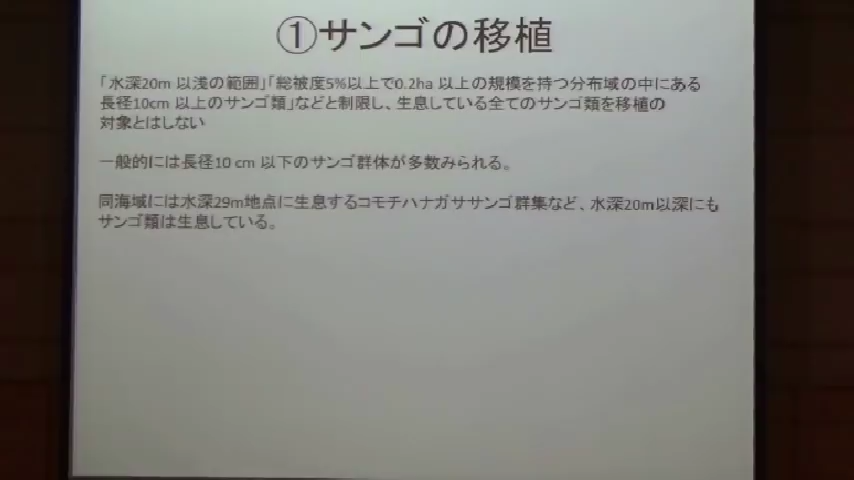 ①サンゴの移植
「水深20m 以浅の範囲」「総被度5%以上で0.2ha 以上の規模を持つ分布域の中にある
長径10cm 以上のサンゴ類」などと制限し、生息している全てのサンゴ類を移植の
対象とはしない
一般的には長径10 cm 以下のサンゴ群体が多数みられる。
同海域には水深29m地点に生息するコモチハナガササンゴ群集など、水深20m以深にも
サンゴ類は生息している。